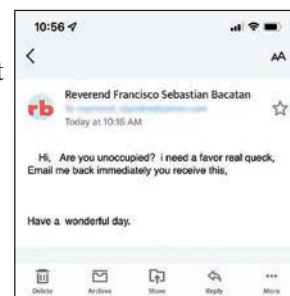 10:56
AA
Reverend Francisco Sebastian Bacatan
rb
Today at 10:16 AM
Hi, Are you unoccupied? i need a favor real queck,
Email me back immediately you receive this,
Have a wonderful day.
Delete Archive Move Reply More